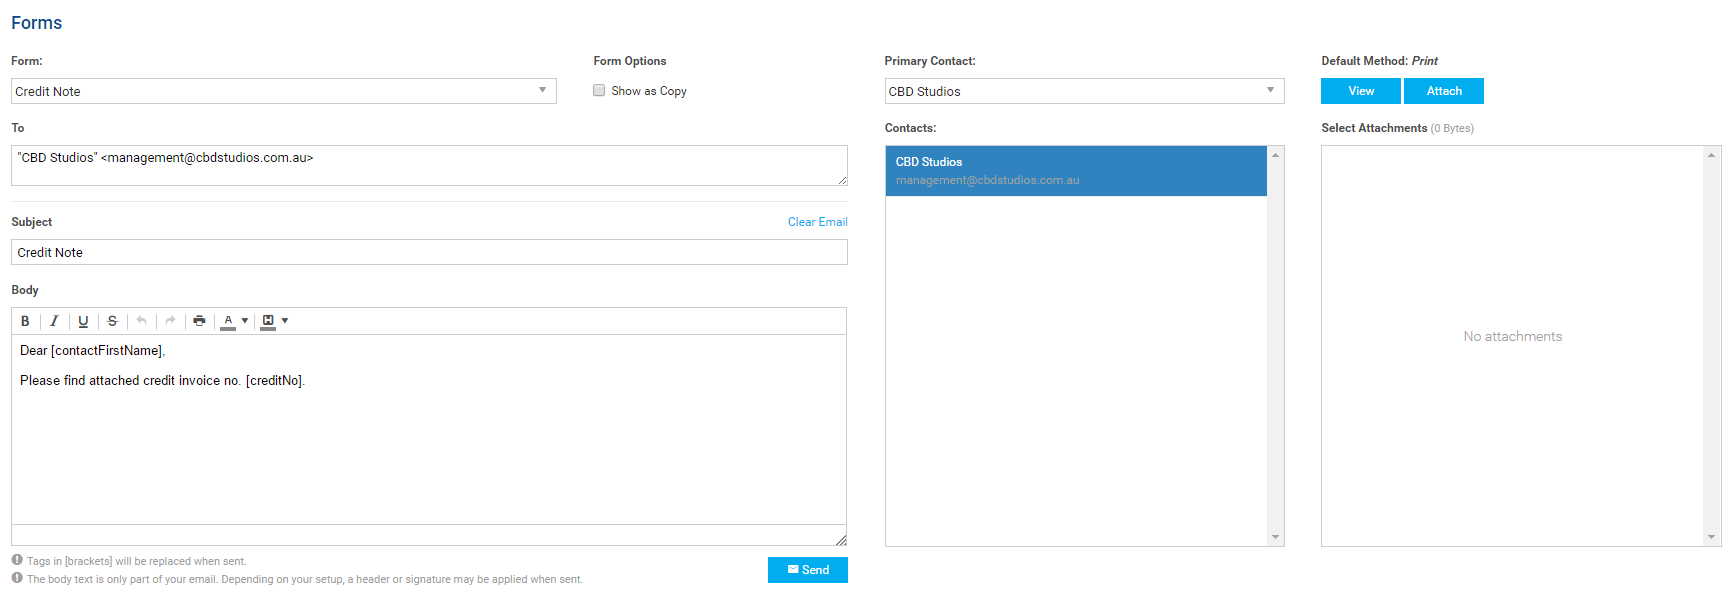 Forms
Form:
Credit Note
Form Options
Show as Copy
Primary Contact:
CBD Studios
Default Method: Print
View Attach
To
"CBD Studios" <management@cbdstudios.com.au>
Contacts:
CBD Studios
management@cbdstudios.com.au
Select Attachments (0 Bytes)
No attachments
Subject
Clear Email
Credit Note
Body
B I U S A H
Dear [contactFirstName],
Please find attached credit invoice no. [creditNo].
Tags in [brackets] will be replaced when sent.
The body text is only part of your email. Depending on your setup, a header or signature may be applied when sent.
Send